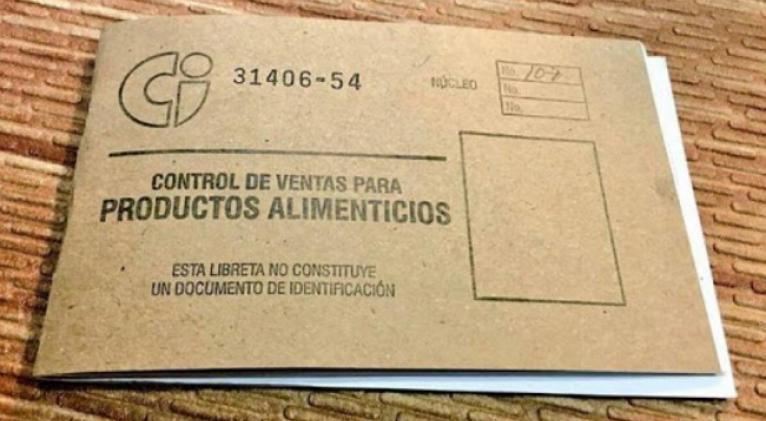 Ci
31406-54
NÚCLEO
No. 107
No.
No.
CONTROL DE VENTAS PARA
PRODUCTOS ALIMENTICIOS
ESTA LIBRETA NO CONSTITUYE
UN DOCUMENTO DE IDENTIFICACIÓN